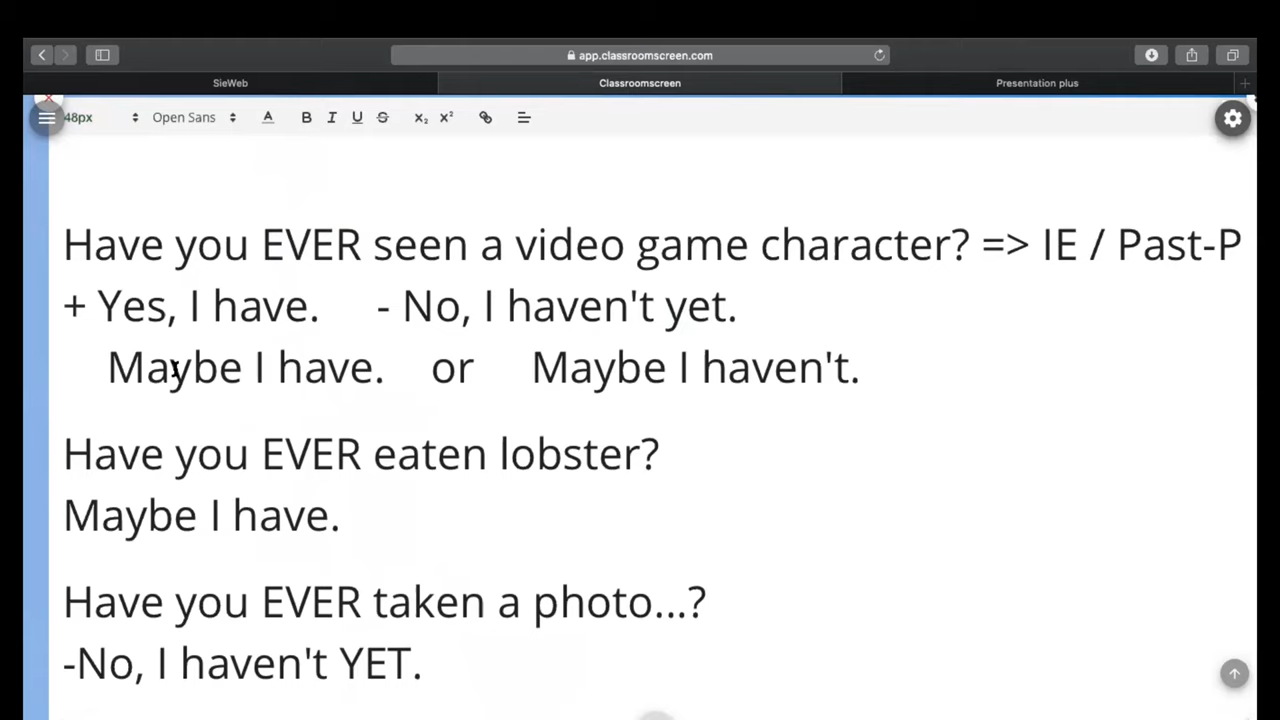 app.classroomscreen.com
SieWeb
Classroomscreen
Presentation plus
48px
Open Sans
A
B
I
U
S
X₂
X²
Have you EVER seen a video game character? => IE / Past-P
+ Yes, I have. - No, I haven't yet.
Maybe I have. or Maybe I haven't.
Have you EVER eaten lobster?
Maybe I have.
Have you EVER taken a photo...?
-No, I haven't YET.